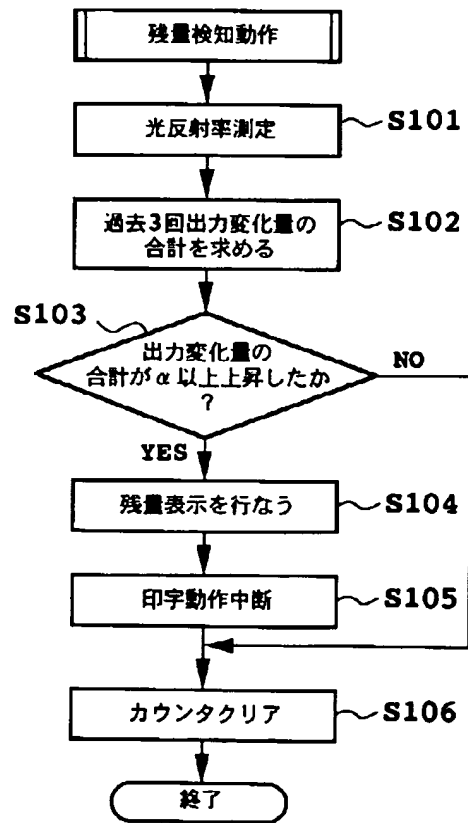 残量検知動作
光反射率測定
S101
過去3回出力変化量の
合計を求める
S102
S103
出力変化量の
合計がα以上上昇したか
?
NO
YES
残量表示を行なう
S104
印字動作中断
S105
カウンタクリア
S106
終了